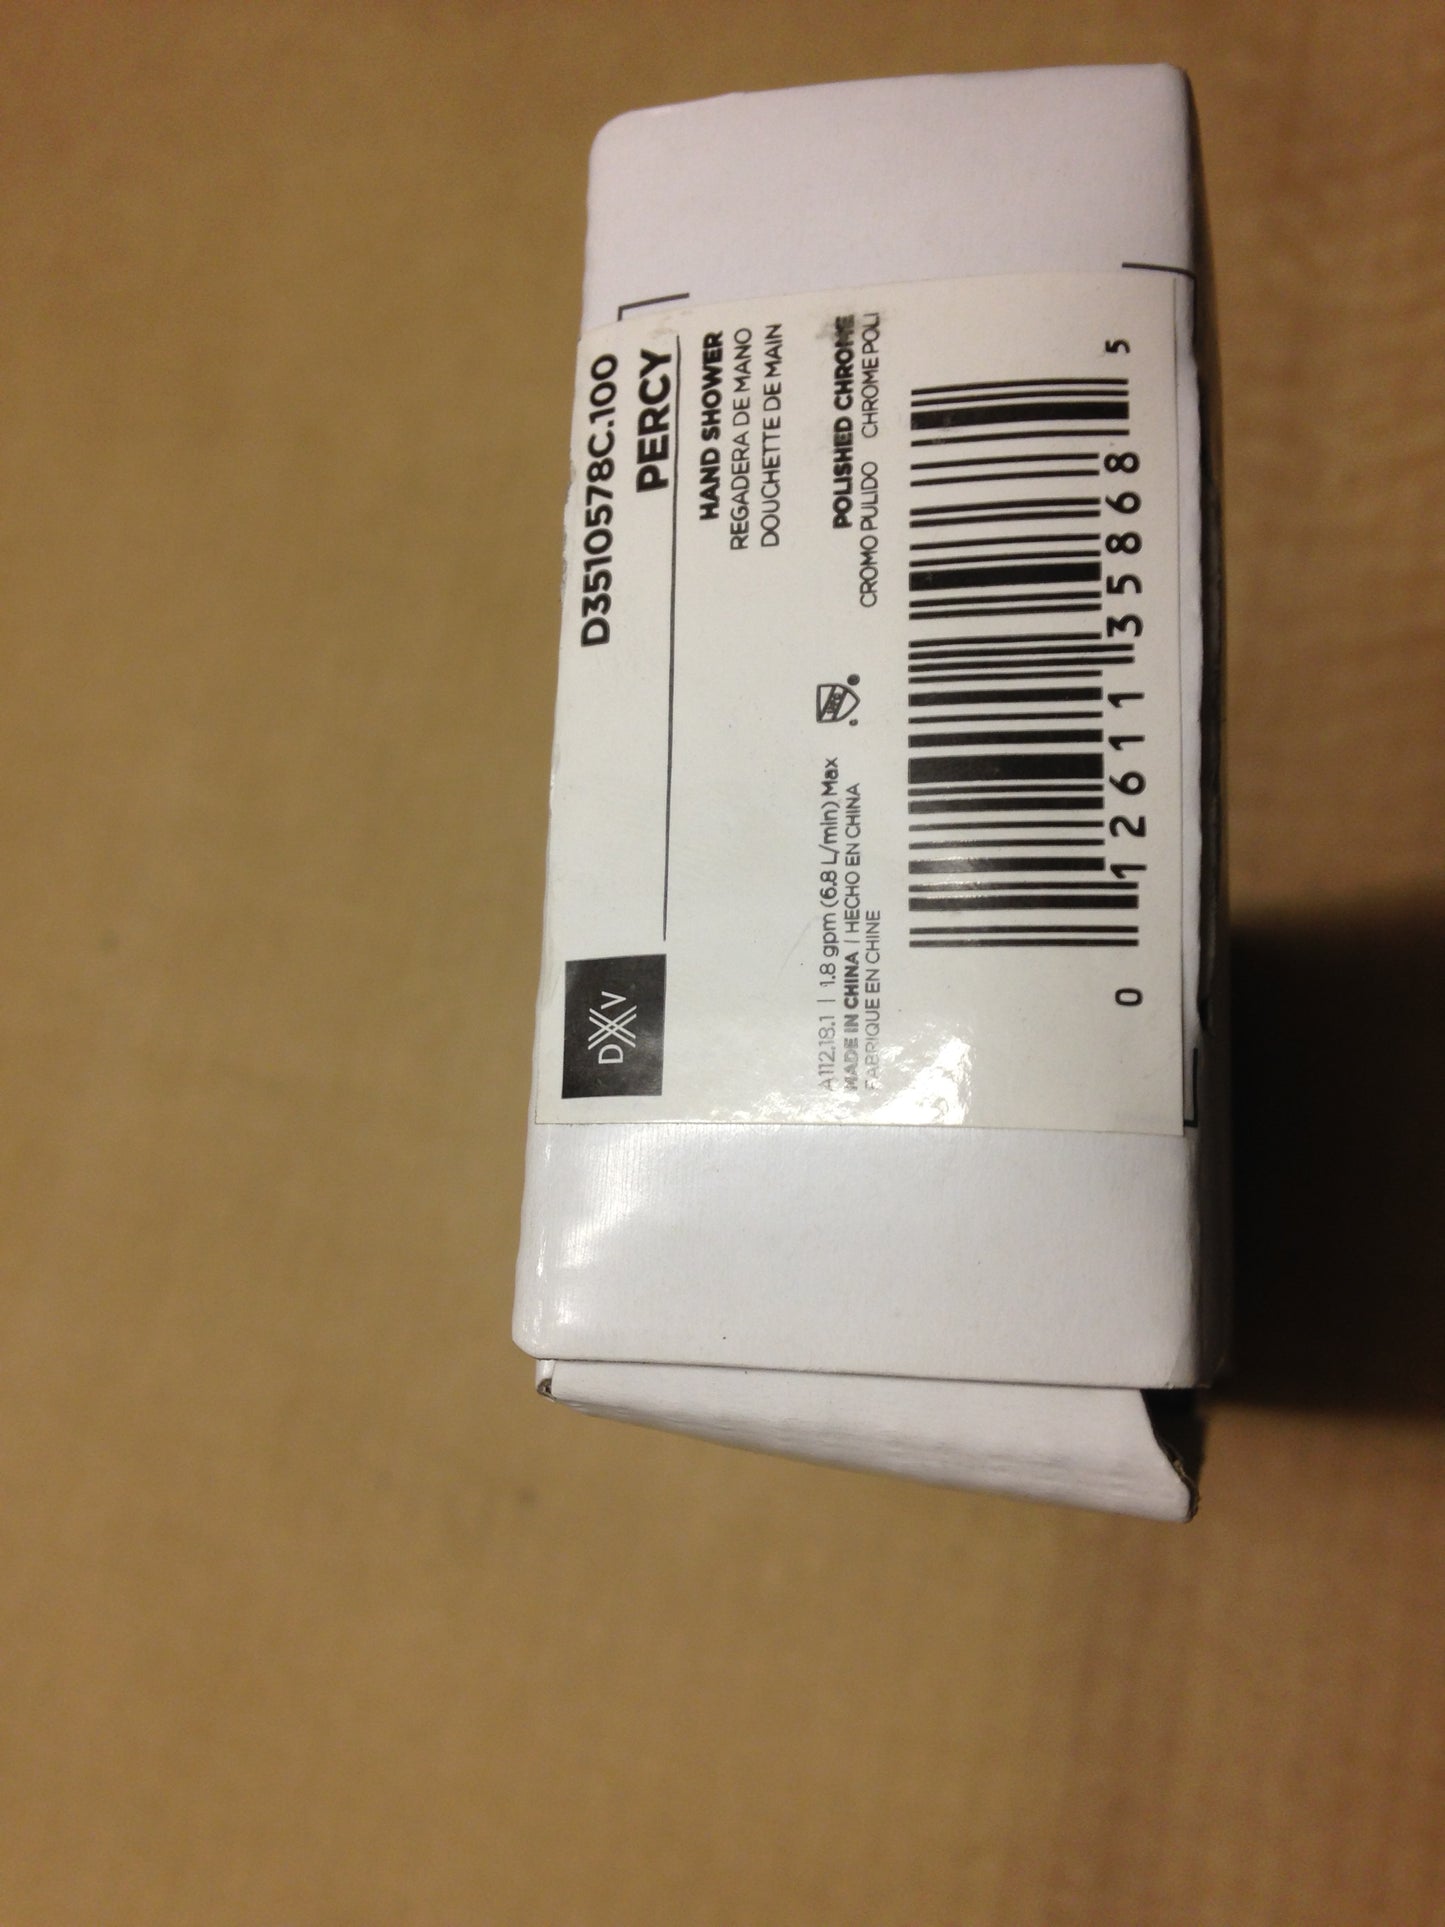 DXV
D3510578C.100
PERCY
HAND SHOWER
REGADERA DE MANO
DOUCHETTE DE MAIN
A112.18.1 | 1.8 gpm (6.8 L/min) Max
MADE IN CHINA / HECHO EN CHINA
FABRIQUE EN CHINE
POLISHED CHROME
CROMO PULIDO CHROME POLI
0 12611 35868 5